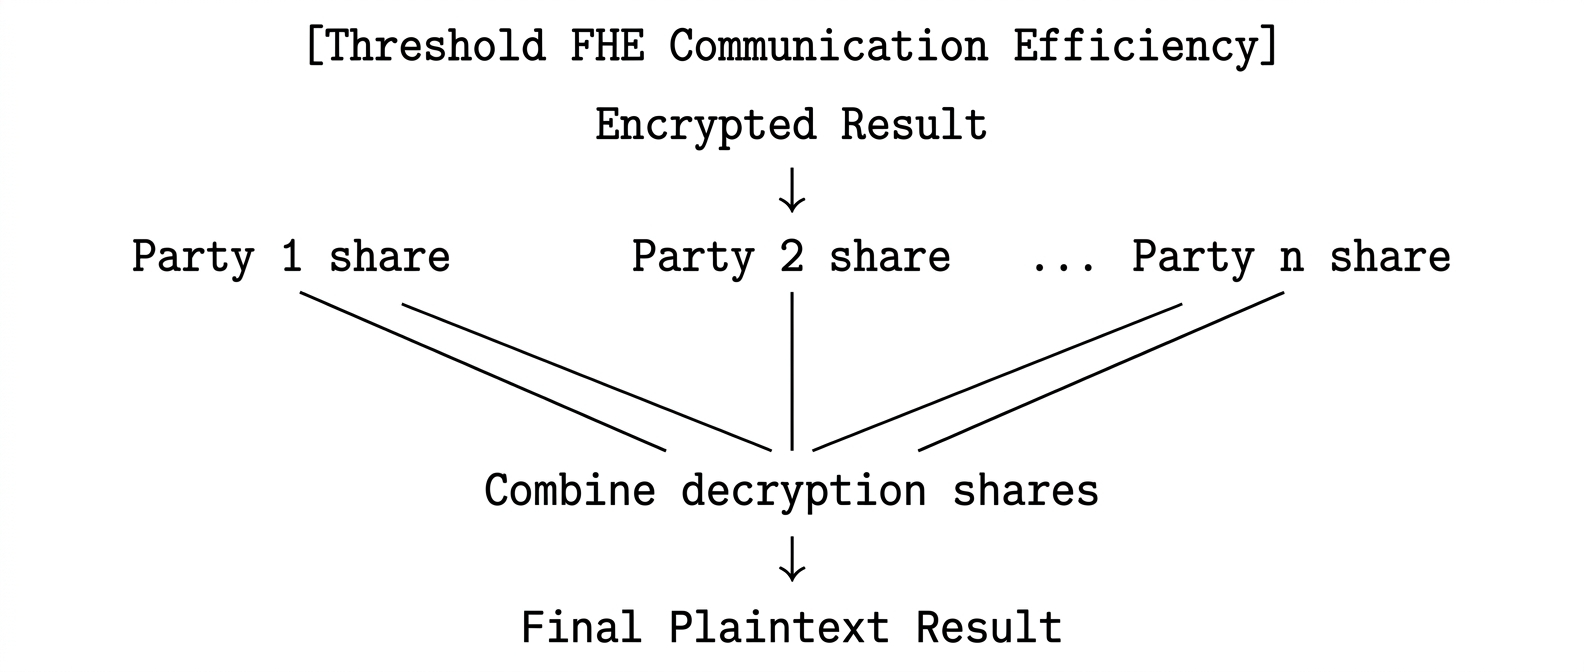 [Threshold FHE Communication Efficiency]
Encrypted Result
Party 1 share Party 2 share ... Party n share
Combine decryption shares
Final Plaintext Result